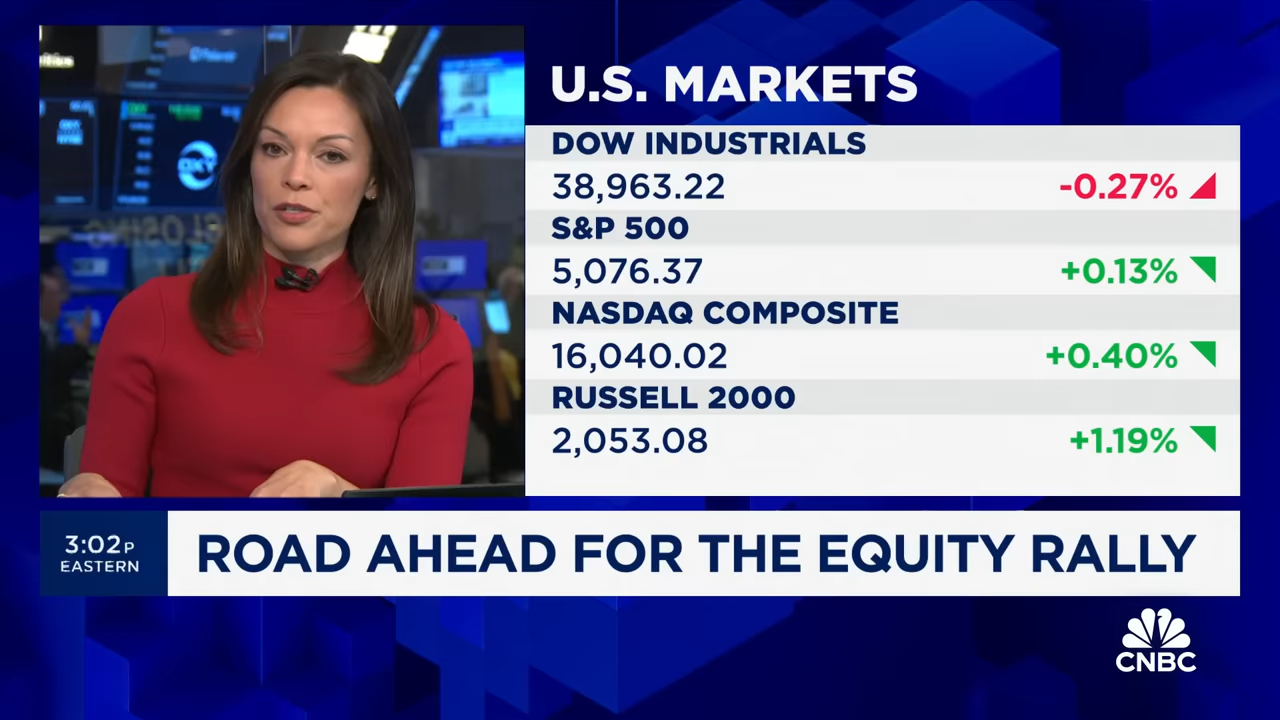 U.S. MARKETS
DOW INDUSTRIALS
38,963.22 -0.27%
S&P 500
5,076.37 +0.13%
NASDAQ COMPOSITE
16,040.02 +0.40%
RUSSELL 2000
2,053.08 +1.19%
3:02P
EASTERN
ROAD AHEAD FOR THE EQUITY RALLY
CNBC
OXY